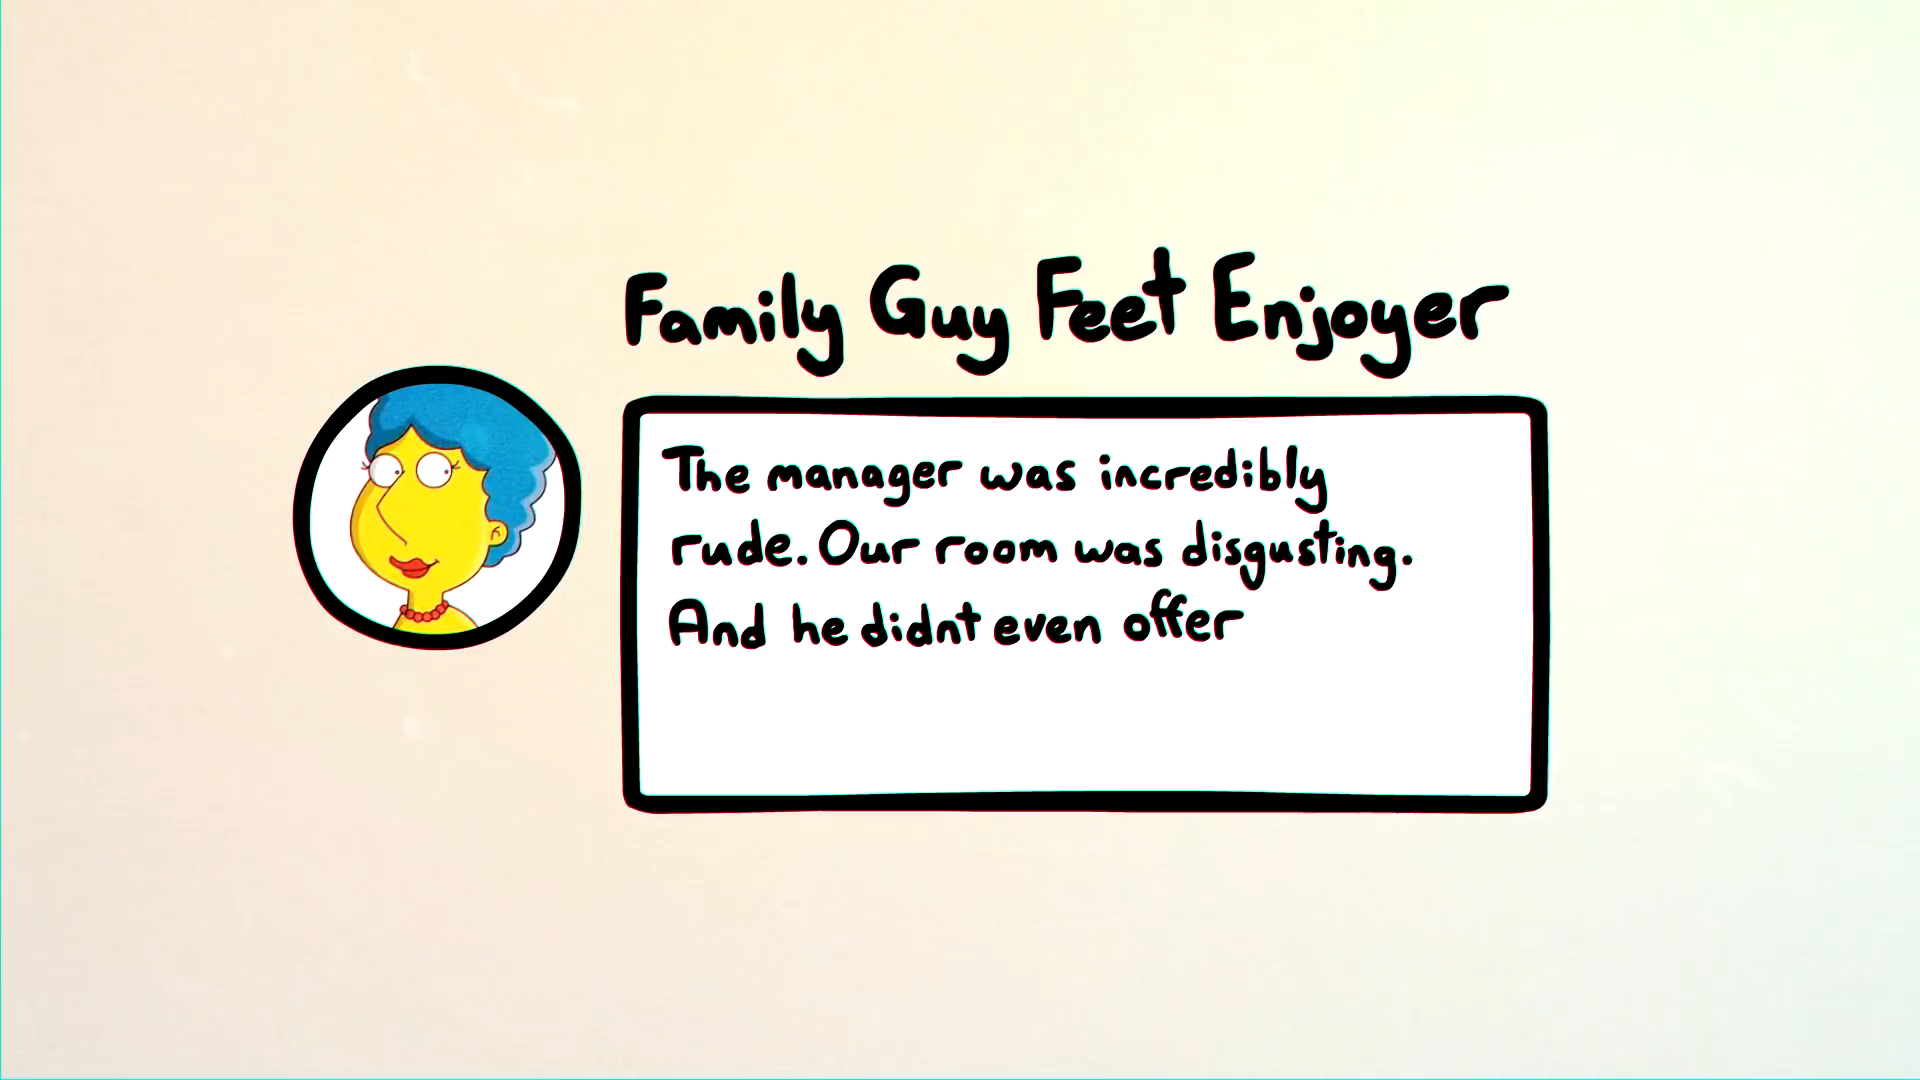 Family Guy Feet Enjoyer
The manager was incredibly
rude. Our room was disgusting.
And he didnt even offer